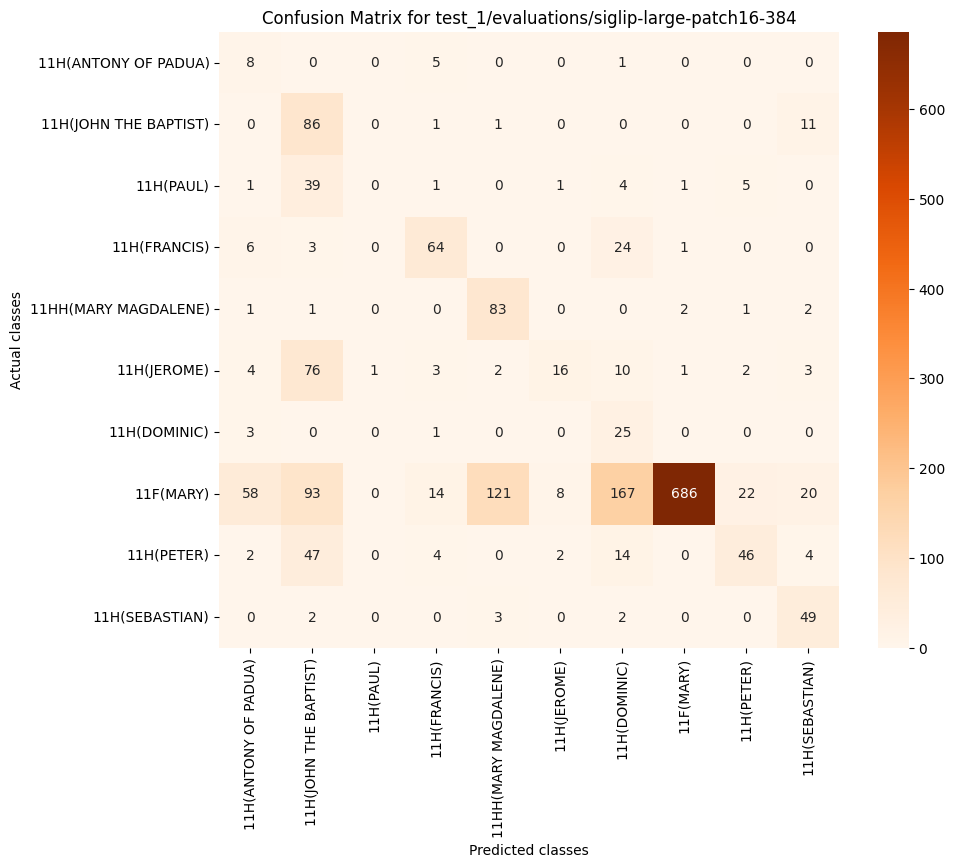 Confusion Matrix for test_1/evaluations/siglip-large-patch16-384
Actual classes
11H(ANTONY OF PADUA) 8 0 0 5 0 0 1 0 0 0
11H(JOHN THE BAPTIST) 0 86 0 1 1 0 0 0 0 11
11H(PAUL) 1 39 0 1 0 1 4 1 5 0
11H(FRANCIS) 6 3 0 64 0 0 24 1 0 0
11HH(MARY MAGDALENE) 1 1 0 0 83 0 0 2 1 2
11H(JEROME) 4 76 1 3 2 16 10 1 2 3
11H(DOMINIC) 3 0 0 1 0 0 25 0 0 0
11F(MARY) 58 93 0 14 121 8 167 686 22 20
11H(PETER) 2 47 0 4 0 2 14 0 46 4
11H(SEBASTIAN) 0 2 0 0 3 0 2 0 0 49
11H(ANTONY OF PADUA)
11H(JOHN THE BAPTIST)
11H(PAUL)
11H(FRANCIS)
11HH(MARY MAGDALENE)
11H(JEROME)
11H(DOMINIC)
11F(MARY)
11H(PETER)
11H(SEBASTIAN)
Predicted classes
600
500
400
300
200
100
0